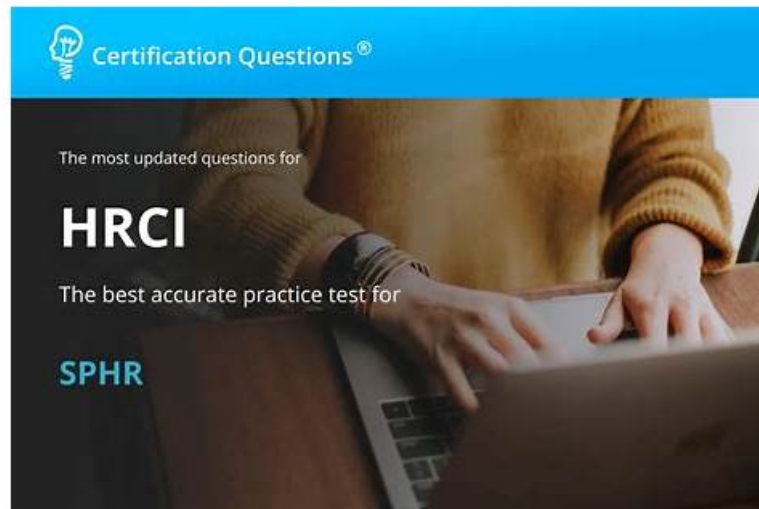 Certification Questions®
The most updated questions for
HRCI
The best accurate practice test for
SPHR